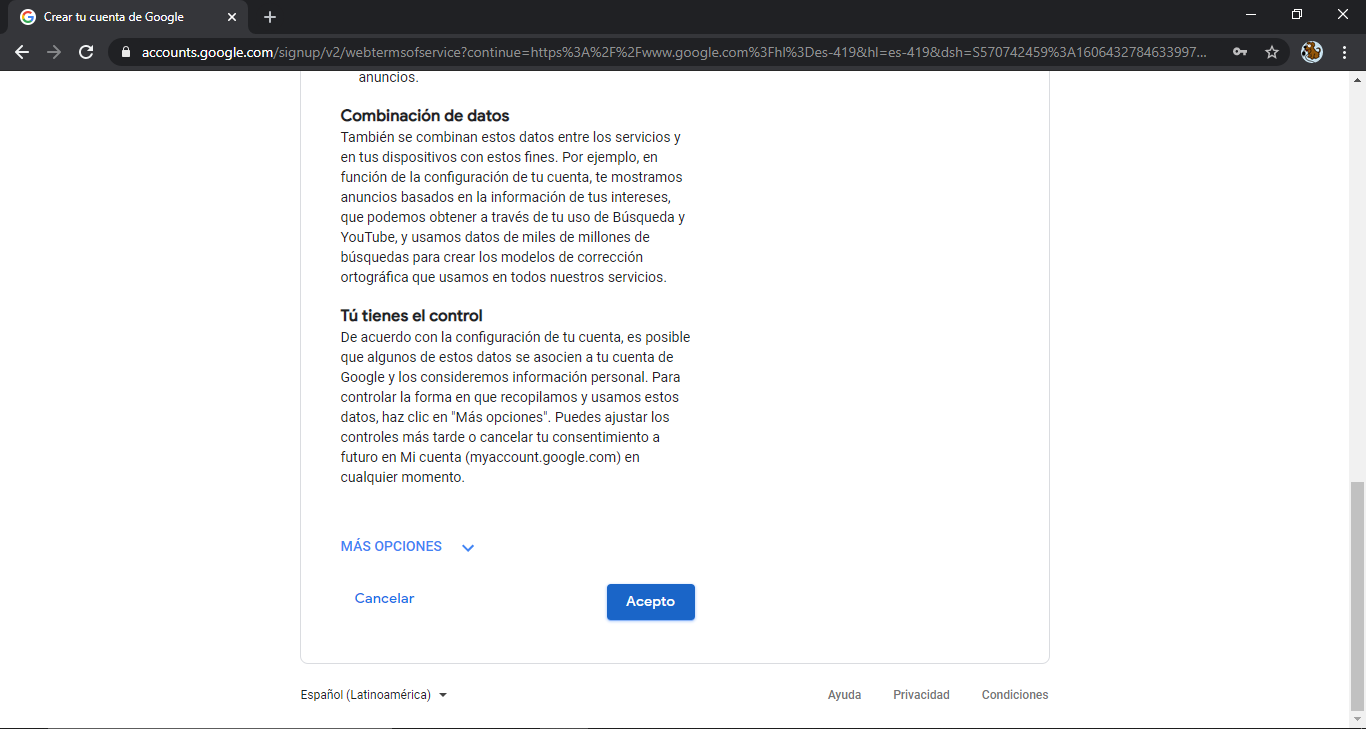 Crear tu cuenta de Google
accounts.google.com/signup/v2/webtermsofservice?continue=https%3A%2F%2Fwww.google.com%3Fhl%3Des-419&hl=es-419&dsh=S570742459%3A1606432784633997...
anuncios.
Combinación de datos
También se combinan estos datos entre los servicios y
en tus dispositivos con estos fines. Por ejemplo, en
función de la configuración de tu cuenta, te mostramos
anuncios basados en la información de tus intereses,
que podemos obtener a través de tu uso de Búsqueda y
YouTube, y usamos datos de miles de millones de
búsquedas para crear los modelos de corrección
ortográfica que usamos en todos nuestros servicios.
Tú tienes el control
De acuerdo con la configuración de tu cuenta, es posible
que algunos de estos datos se asocien a tu cuenta de
Google y los consideremos información personal. Para
controlar la forma en que recopilamos y usamos estos
datos, haz clic en "Más opciones". Puedes ajustar los
controles más tarde o cancelar tu consentimiento a
futuro en Mi cuenta (myaccount.google.com) en
cualquier momento.
MÁS OPCIONES
Cancelar
Acepto
Español (Latinoamérica)
Ayuda
Privacidad
Condiciones